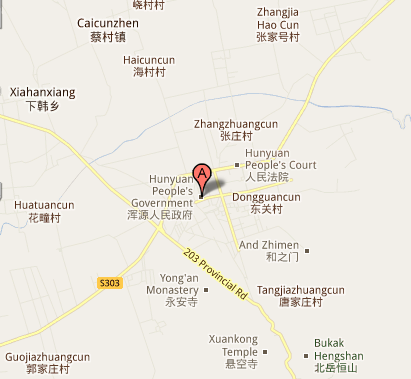 峪村村
Caicunzhen
蔡村镇
Zhangjia
Hao Cun
张家号村
Haicuncun
海村村
Xiahanxiang
下韩乡
Zhangzhuangcun
张庄村
Hunyuan
People's Court
人民法院
A
Hunyuan
People's
Government
浑源人民政府
Dongguancun
东关村
Huatuancun
花疃村
And Zhimen
和之门
203 Provincial Rd
S303
Yong'an
Monastery
永安寺
Tangjiazhuangcun
唐家庄村
Xuankong
Temple
悬空寺
Bukak
Hengshan
北岳恒山
Guojiazhuangcun
郭家庄村